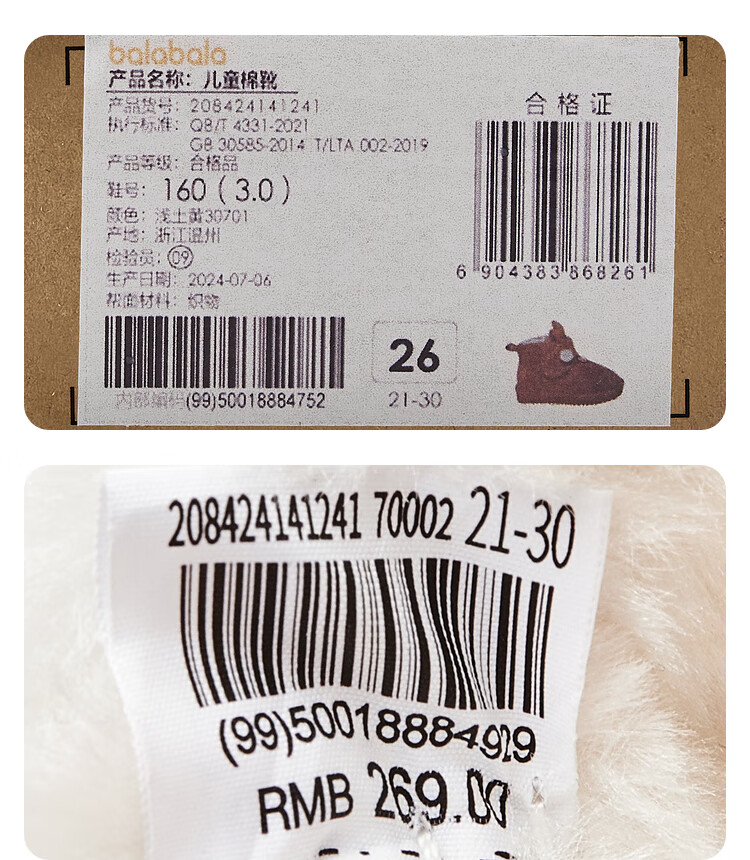 balabala
产品名称：儿童棉靴
产品货号：208424141241
执行标准：QB/T 4331-2021
GB 30585-2014 T/LTA 002-2019
产品等级：合格品
鞋号：160（3.0）
颜色：浅土黄30701
产地：浙江温州
检验员：09
生产日期：2024-07-06
帮面材料：织物
内部编码(99)50018884752
合格证
6 904383 868261
26
21-30
208424141241 70002 21-30
(99)50018884929
RMB 269.00